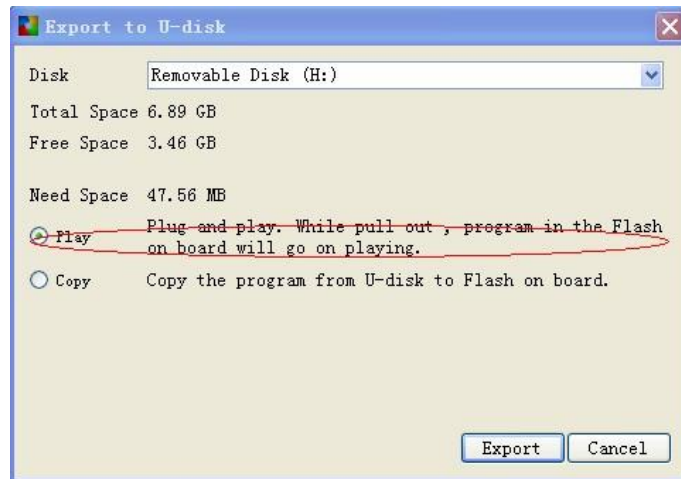 Export to U-disk
Disk Removable Disk (H:)
Total Space 6.89 GB
Free Space 3.46 GB
Need Space 47.56 MB
Play Plug and play. While pull out , program in the Flash
on board will go on playing.
Copy Copy the program from U-disk to Flash on board.
Export Cancel